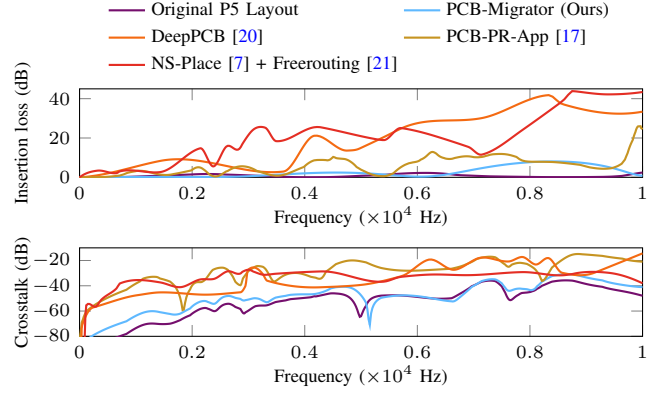 Original P5 Layout
PCB-Migrator (Ours)
DeepPCB [20]
PCB-PR-App [17]
NS-Place [7] + Freerouting [21]
Insertion loss (dB)
40
20
0
0
0.2
0.4
0.6
0.8
1
Frequency (×10⁴ Hz)
Crosstalk (dB)
−20
−40
−60
−80
0
0.2
0.4
0.6
0.8
1
Frequency (×10⁴ Hz)